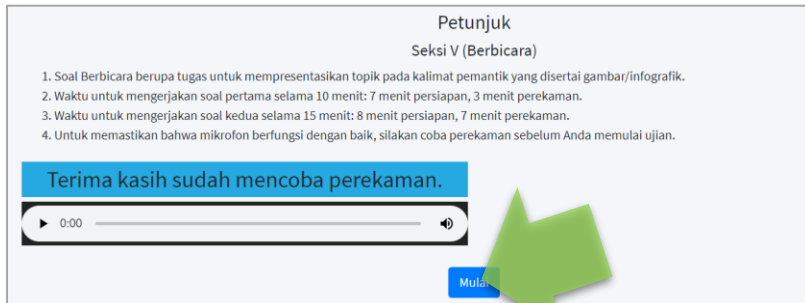 Petunjuk
Seksi V (Berbicara)
1. Soal Berbicara berupa tugas untuk mempresentasikan topik pada kalimat pemantik yang disertai gambar/infografik.
2. Waktu untuk mengerjakan soal pertama selama 10 menit: 7 menit persiapan, 3 menit perekaman.
3. Waktu untuk mengerjakan soal kedua selama 15 menit: 8 menit persiapan, 7 menit perekaman.
4. Untuk memastikan bahwa mikrofon berfungsi dengan baik, silakan coba perekaman sebelum Anda memulai ujian.
Terima kasih sudah mencoba perekaman.
0:00
Mulai